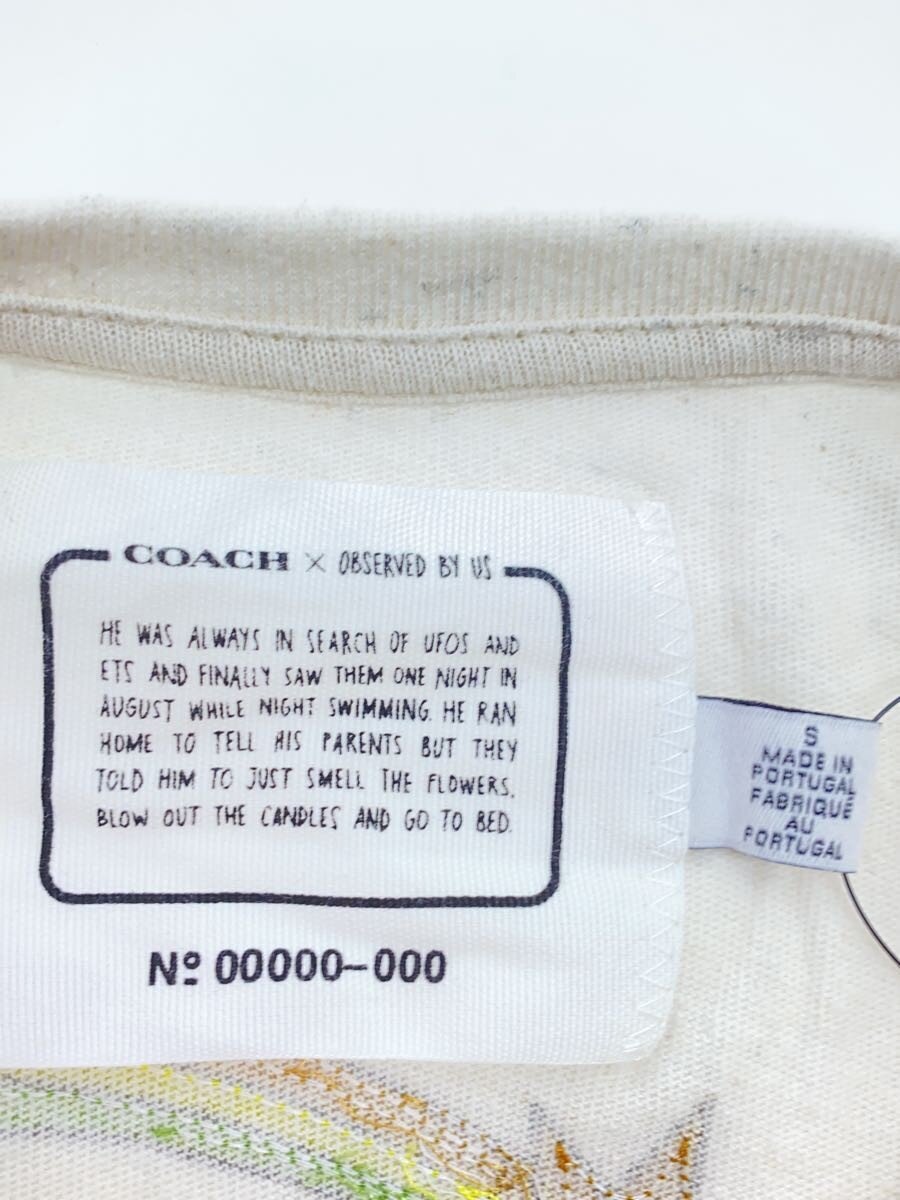 COACH × OBSERVED BY US
HE WAS ALWAYS IN SEARCH OF UFOS AND
ETS AND FINALLY SAW THEM ONE NIGHT IN
AUGUST WHILE NIGHT SWIMMING. HE RAN
HOME TO TELL HIS PARENTS BUT THEY
TOLD HIM TO JUST SMELL THE FLOWERS,
BLOW OUT THE CANDLES AND GO TO BED.
Nº 00000-000
S
MADE IN
PORTUGAL
FABRIQUÉ
AU
PORTUGAL